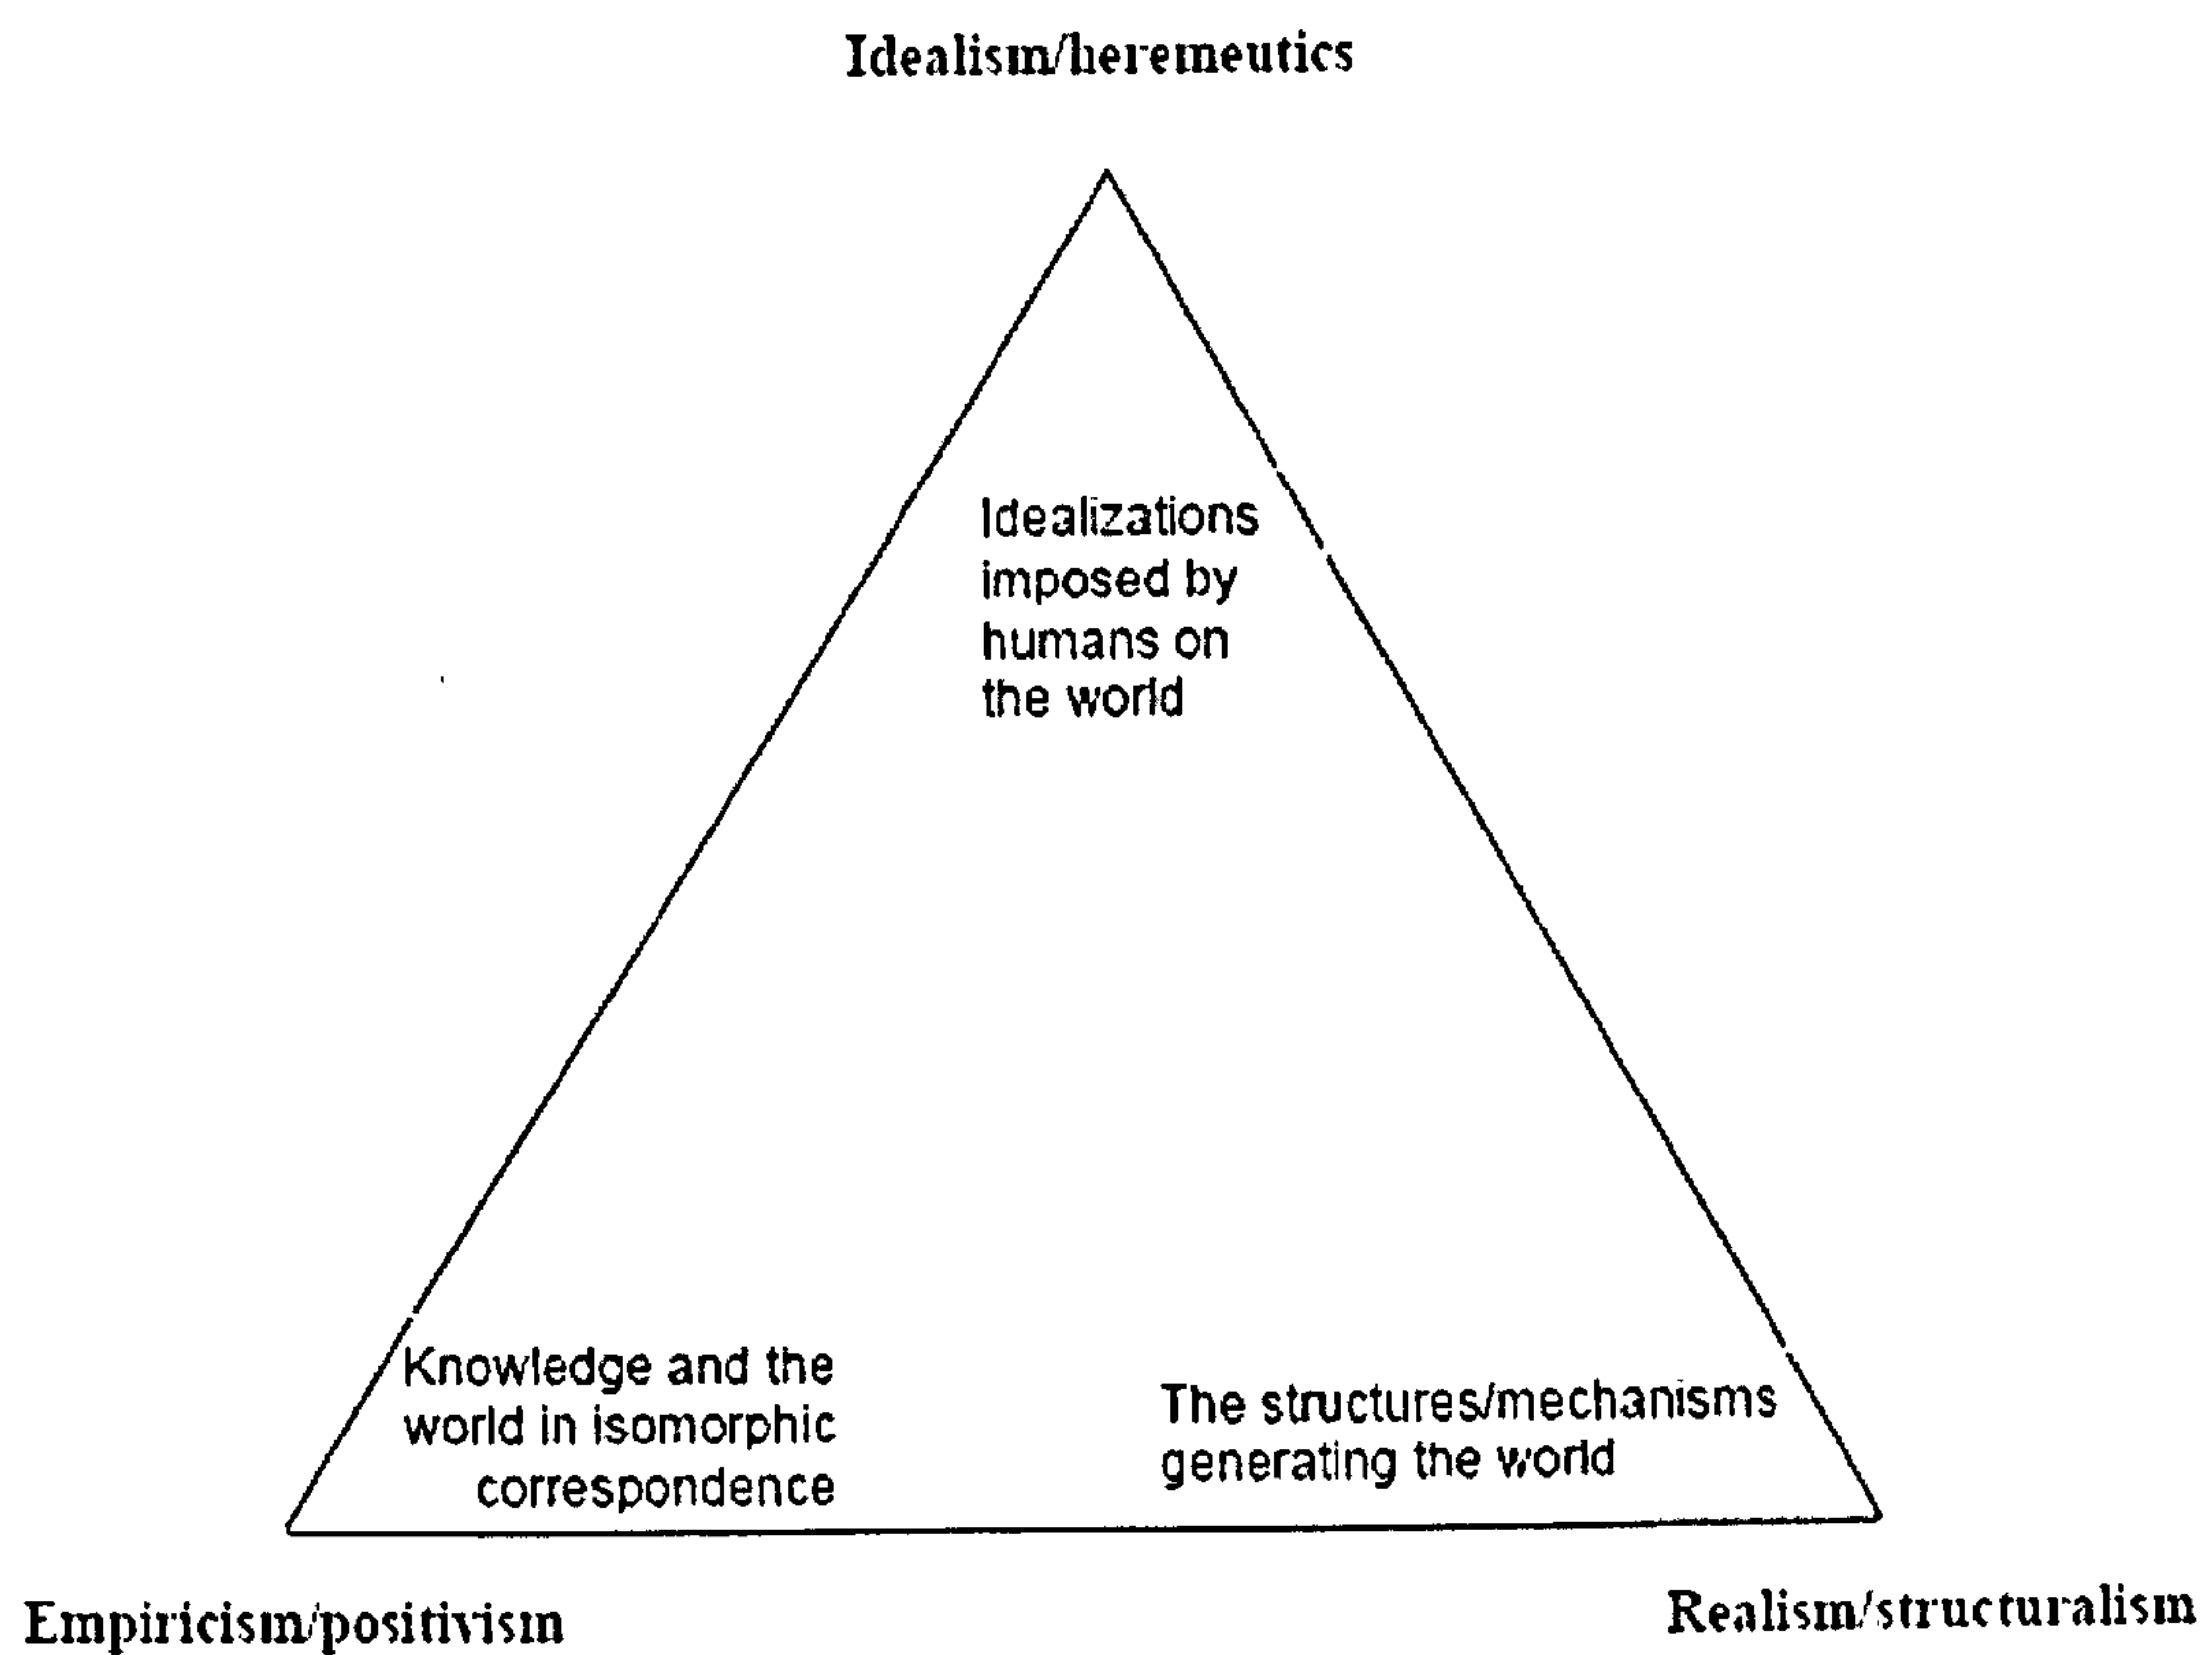 Idealism/heremeutics
Idealizations
imposed by
humans on
the world
Knowledge and the
world in isomorphic
correspondence
The structures/mechanisms
generating the world
Empiricism/positivism
Realism/structuralism